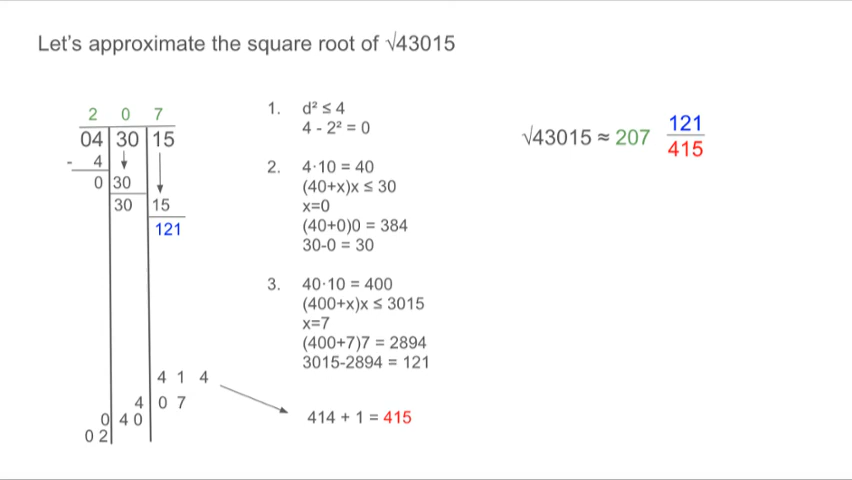 Let's approximate the square root of √43015
2 0 7
04 30 15
- 4
0 30
30 15
121
4 1 4
4 0 7
0 4 0
0 2
1. d² ≤ 4
4 - 2² = 0
2. 4·10 = 40
(40+x)x ≤ 30
x=0
(40+0)0 = 384
30-0 = 30
3. 40·10 = 400
(400+x)x ≤ 3015
x=7
(400+7)7 = 2894
3015-2894 = 121
414 + 1 = 415
√43015 ≈ 207 121
415